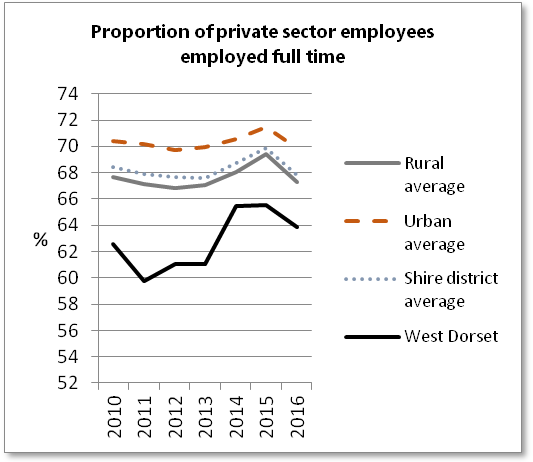 Proportion of private sector employees
employed full time
74
72
70
68
66
64
62
60
58
56
54
52
%
2010
2011
2012
2013
2014
2015
2016
Rural
average
Urban
average
Shire district
average
West Dorset